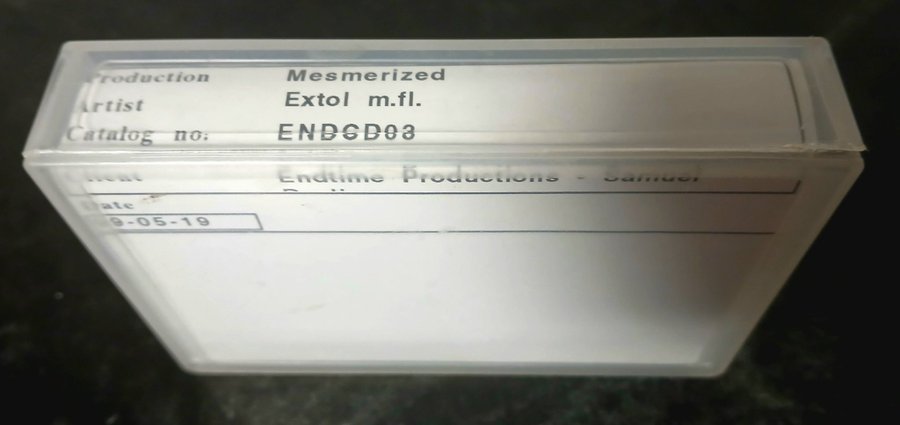 Production Mesmerized
Artist Extol m.fl.
Catalog no: ENDCD03
Endtime Productions - Samuel
Date
9-05-19